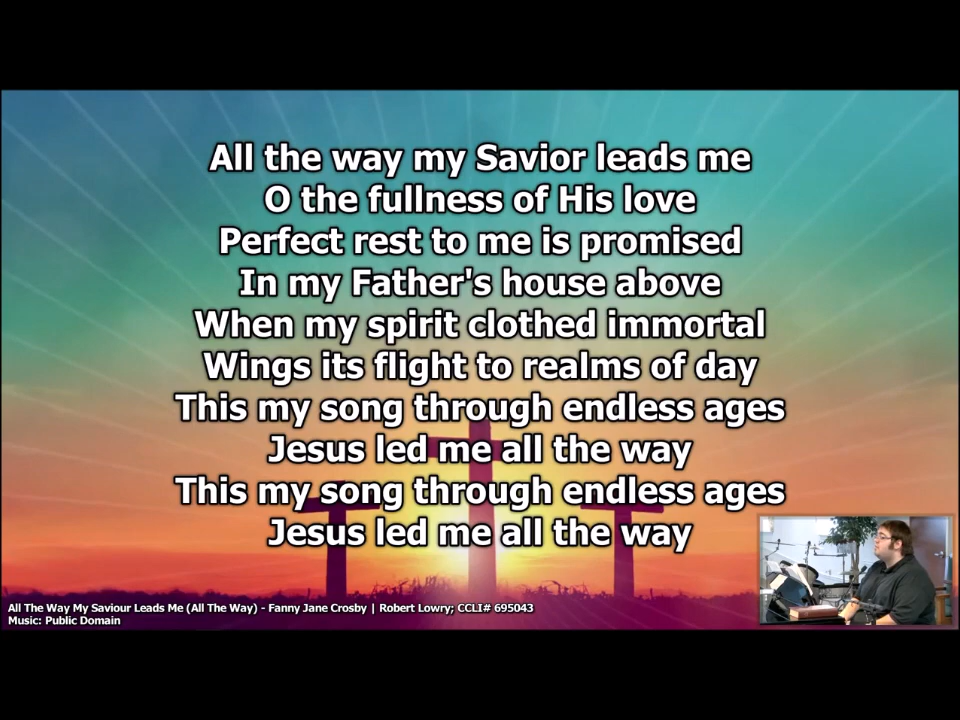 All the way my Savior leads me
O the fullness of His love
Perfect rest to me is promised
In my Father's house above
When my spirit clothed immortal
Wings its flight to realms of day
This my song through endless ages
Jesus led me all the way
This my song through endless ages
Jesus led me all the way
All The Way My Saviour Leads Me (All The Way) - Fanny Jane Crosby | Robert Lowry; CCLI# 695043
Music: Public Domain